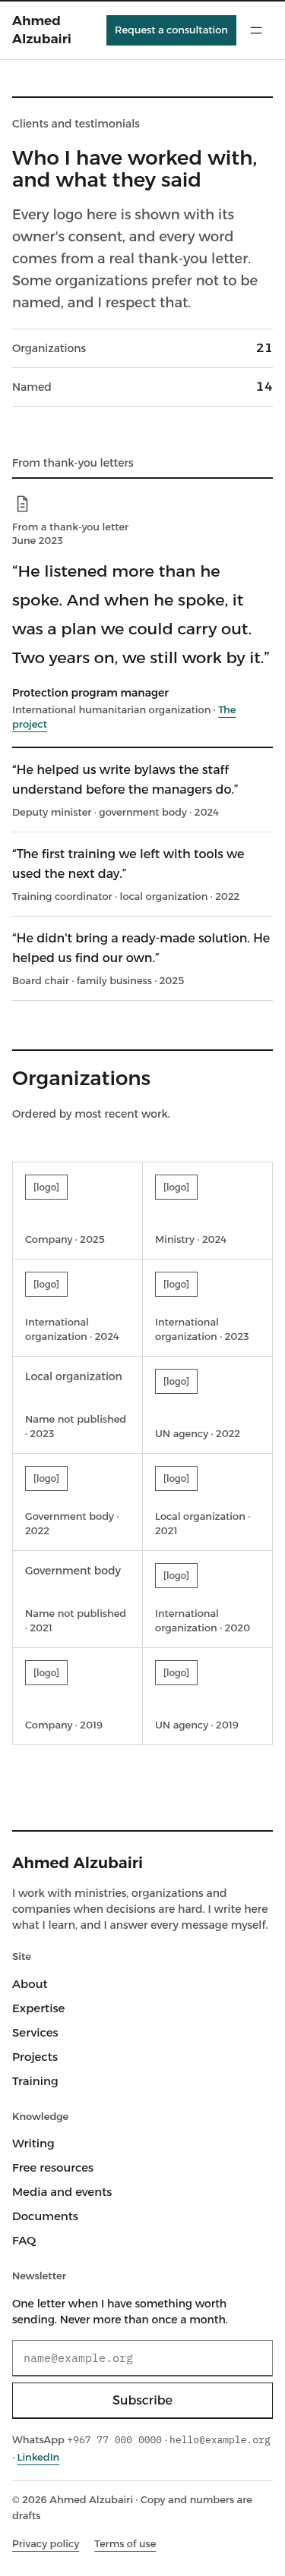 Ahmed
Alzubairi
Request a consultation
Clients and testimonials
Who I have worked with,
and what they said
Every logo here is shown with its
owner's consent, and every word
comes from a real thank-you letter.
Some organizations prefer not to be
named, and I respect that.
Organizations 21
Named 14
From thank-you letters
From a thank-you letter
June 2023
“He listened more than he
spoke. And when he spoke, it
was a plan we could carry out.
Two years on, we still work by it.”
Protection program manager
International humanitarian organization · The
project
“He helped us write bylaws the staff
understand before the managers do.”
Deputy minister · government body · 2024
“The first training we left with tools we
used the next day.”
Training coordinator · local organization · 2022
“He didn't bring a ready-made solution. He
helped us find our own.”
Board chair · family business · 2025
Organizations
Ordered by most recent work.
[logo] [logo]
Company · 2025 Ministry · 2024
[logo] [logo]
International International
organization · 2024 organization · 2023
Local organization [logo]
Name not published
· 2023 UN agency · 2022
[logo] [logo]
Government body · Local organization ·
2022 2021
Government body [logo]
Name not published International
· 2021 organization · 2020
[logo] [logo]
Company · 2019 UN agency · 2019
Ahmed Alzubairi
I work with ministries, organizations and
companies when decisions are hard. I write here
what I learn, and I answer every message myself.
Site
About
Expertise
Services
Projects
Training
Knowledge
Writing
Free resources
Media and events
Documents
FAQ
Newsletter
One letter when I have something worth
sending. Never more than once a month.
name@example.org
Subscribe
WhatsApp +967 77 000 0000 · hello@example.org
· LinkedIn
© 2026 Ahmed Alzubairi · Copy and numbers are
drafts
Privacy policy Terms of use